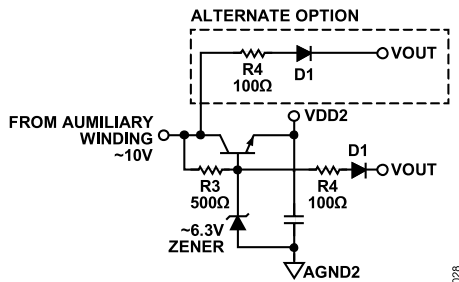 ALTERNATE OPTION
R4
100Ω
D1
VOUT
FROM AUMILIARY
WINDING
~10V
VDD2
R3
500Ω
R4
100Ω
D1
VOUT
~6.3V
ZENER
AGND2
028